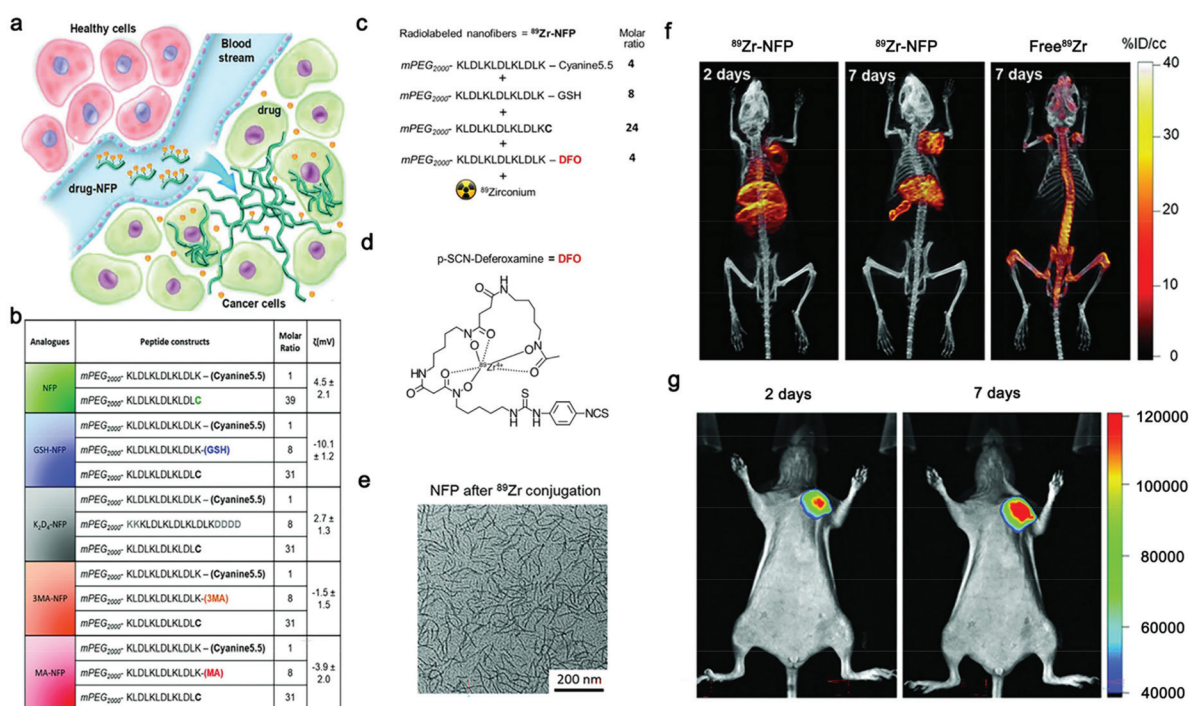 a
Healthy cells
Blood
stream
drug
drug-NFP
Cancer cells
b
Analogues Peptide constructs Molar Ratio ζ(mV)
NFP
mPEG2000- KLDLKLDLKLDLK – (Cyanine5.5) 1
mPEG2000- KLDLKLDLKLDLC 39
4.5 ± 2.1
GSH-NFP
mPEG2000- KLDLKLDLKLDLK – (Cyanine5.5) 1
mPEG2000- KLDLKLDLKLDLK-(GSH) 8
mPEG2000- KLDLKLDLKLDLC 31
-10.1 ± 1.2
K2D4-NFP
mPEG2000- KLDLKLDLKLDLK – (Cyanine5.5) 1
mPEG2000- KKKLDLKLDLKLDLKDDDD 8
mPEG2000- KLDLKLDLKLDLC 31
2.7 ± 1.3
3MA-NFP
mPEG2000- KLDLKLDLKLDLK – (Cyanine5.5) 1
mPEG2000- KLDLKLDLKLDLK-(3MA) 8
mPEG2000- KLDLKLDLKLDLC 31
-1.5 ± 1.5
MA-NFP
mPEG2000- KLDLKLDLKLDLK – (Cyanine5.5) 1
mPEG2000- KLDLKLDLKLDLK-(MA) 8
mPEG2000- KLDLKLDLKLDLC 31
-3.9 ± 2.0
c
Radiolabeled nanofibers = 89Zr-NFP Molar
ratio
mPEG2000- KLDLKLDLKLDLK – Cyanine5.5 4
+
mPEG2000- KLDLKLDLKLDLK – GSH 8
+
mPEG2000- KLDLKLDLKLDLKC 24
+
mPEG2000- KLDLKLDLKLDLK – DFO 4
+
89Zirconium
d
p-SCN-Deferoxamine = DFO
H
N
O
O
N
O
O
N
O
O
89Zr4+
HN
O
O
O
N
S
N
H
N
H
NCS
e
NFP after 89Zr conjugation
200 nm
f
89Zr-NFP 89Zr-NFP Free89Zr %ID/cc
2 days 7 days 7 days
40
30
20
10
0
g
2 days 7 days
120000
100000
80000
60000
40000